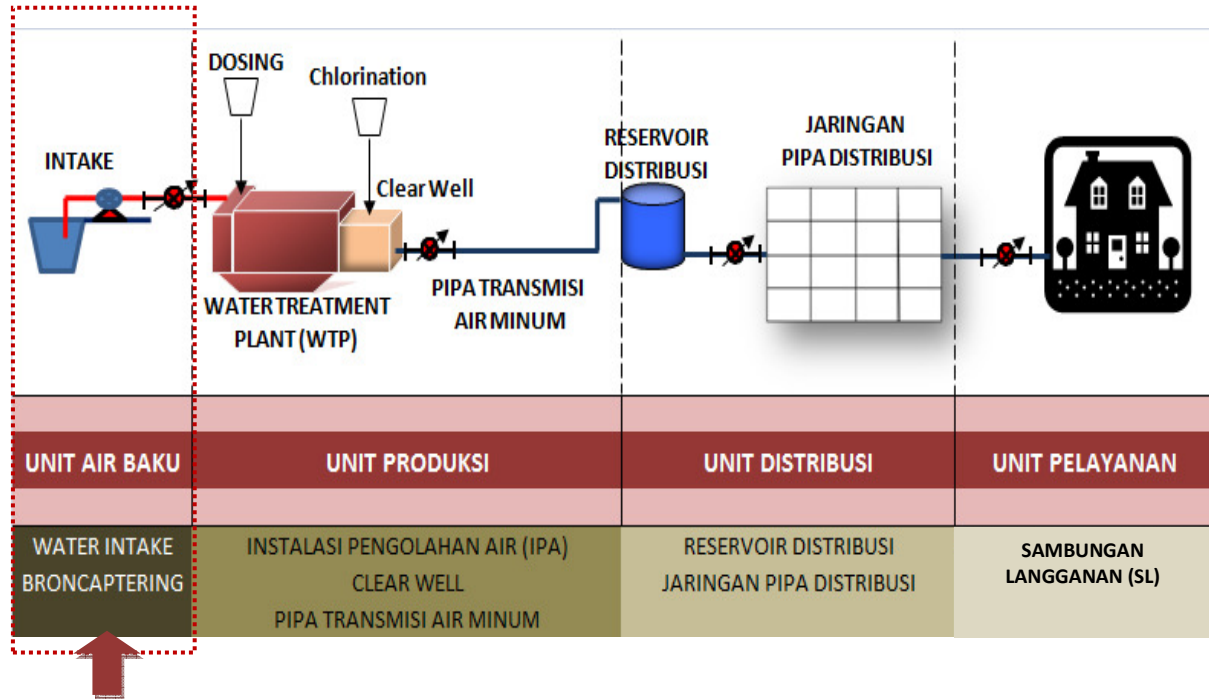 DOSING
Chlorination
INTAKE
Clear Well
WATER TREATMENT
PLANT (WTP)
PIPA TRANSMISI
AIR MINUM
RESERVOIR
DISTRIBUSI
JARINGAN
PIPA DISTRIBUSI
UNIT AIR BAKU
UNIT PRODUKSI
UNIT DISTRIBUSI
UNIT PELAYANAN
WATER INTAKE
BRONCAPTERING
INSTALASI PENGOLAHAN AIR (IPA)
CLEAR WELL
PIPA TRANSMISI AIR MINUM
RESERVOIR DISTRIBUSI
JARINGAN PIPA DISTRIBUSI
SAMBUNGAN
LANGGANAN (SL)